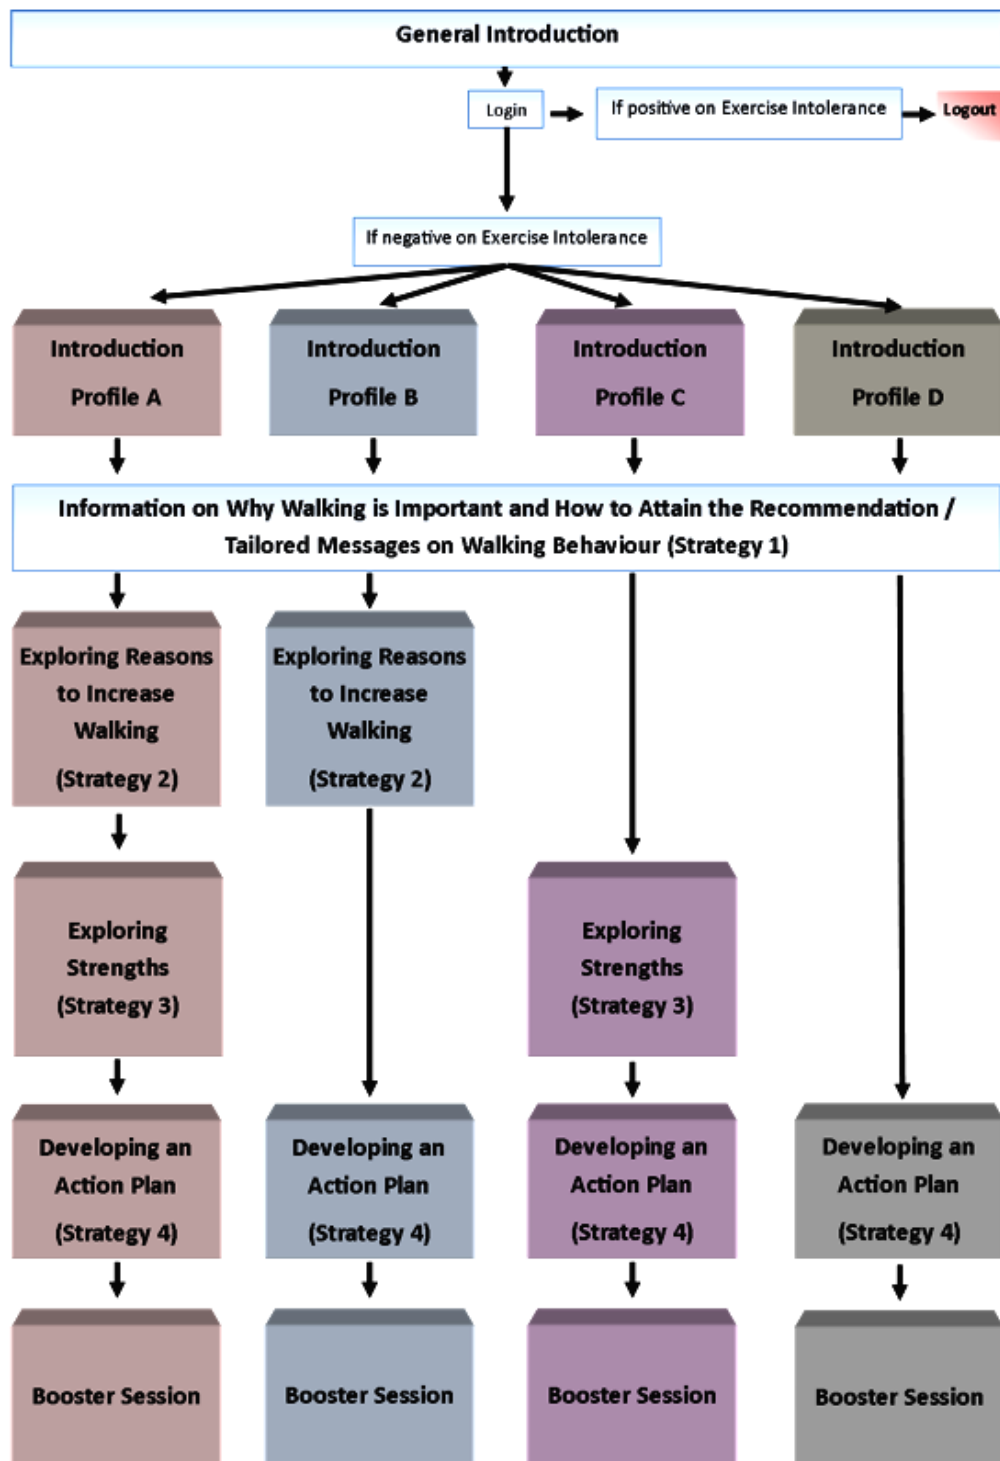 General Introduction
Login
If positive on Exercise Intolerance
Logout
If negative on Exercise Intolerance
Introduction
Profile A
Introduction
Profile B
Introduction
Profile C
Introduction
Profile D
Information on Why Walking is Important and How to Attain the Recommendation /
Tailored Messages on Walking Behaviour (Strategy 1)
Exploring Reasons
to Increase
Walking
(Strategy 2)
Exploring Reasons
to Increase
Walking
(Strategy 2)
Exploring
Strengths
(Strategy 3)
Exploring
Strengths
(Strategy 3)
Developing an
Action Plan
(Strategy 4)
Developing an
Action Plan
(Strategy 4)
Developing an
Action Plan
(Strategy 4)
Developing an
Action Plan
(Strategy 4)
Booster Session
Booster Session
Booster Session
Booster Session